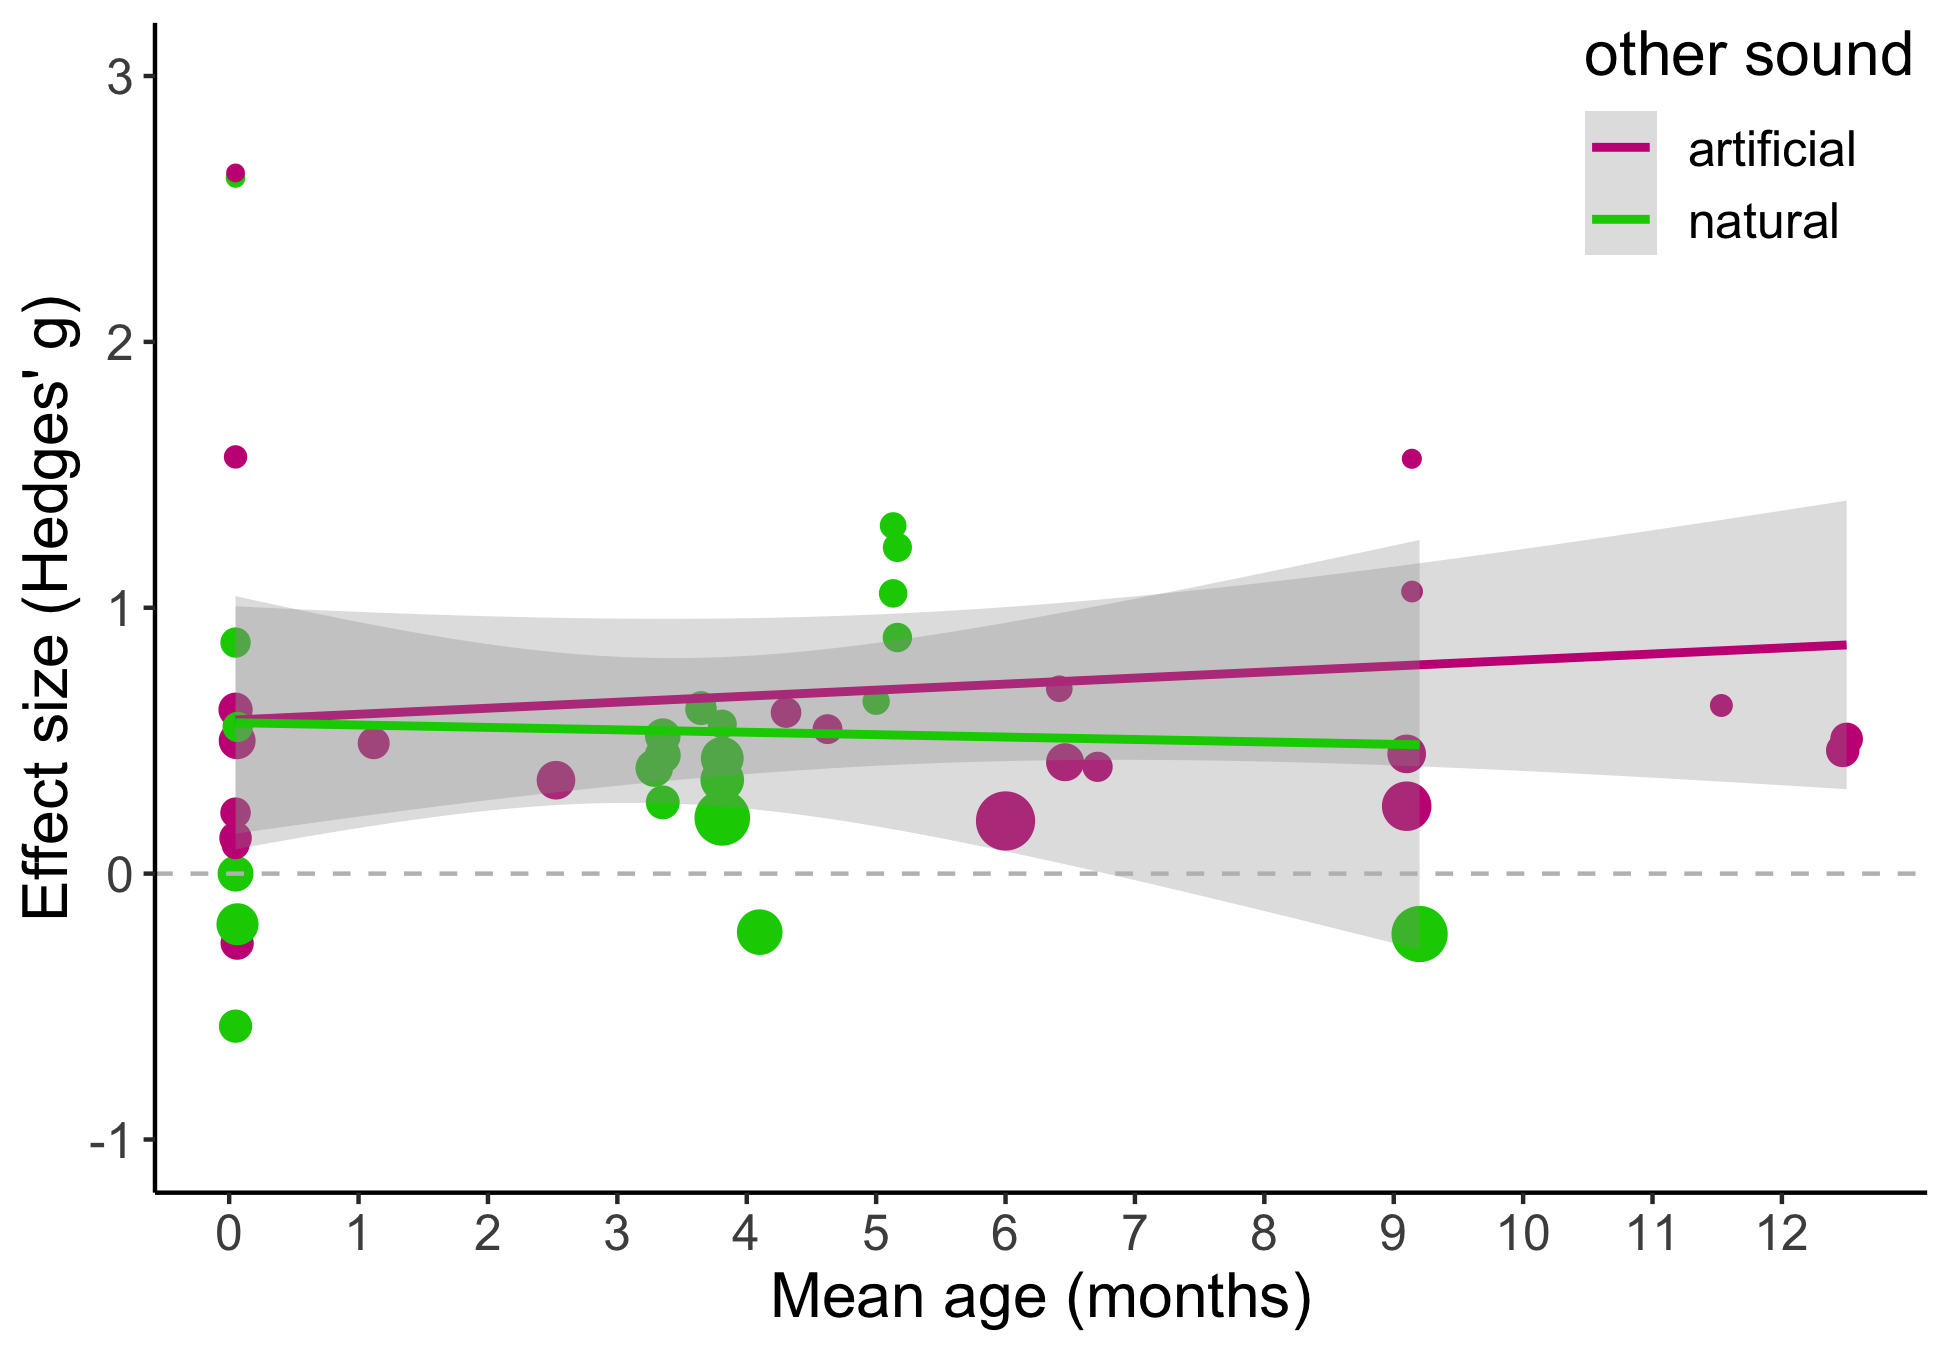 other sound
artificial
natural
3
2
1
0
-1
Effect size (Hedges' g)
0 1 2 3 4 5 6 7 8 9 10 11 12
Mean age (months)